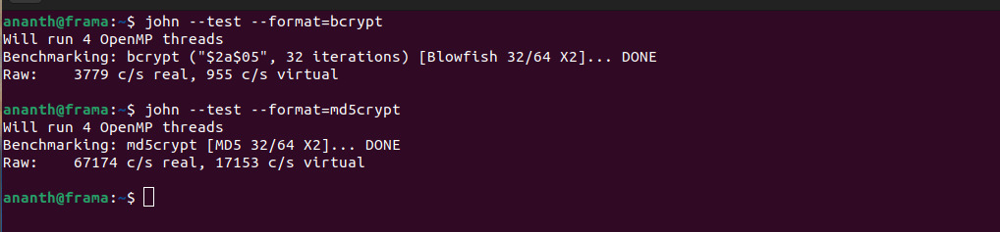 ananth@frama:~$ john --test --format=bcrypt
Will run 4 OpenMP threads
Benchmarking: bcrypt ("$2a$05", 32 iterations) [Blowfish 32/64 X2]... DONE
Raw:    3779 c/s real, 955 c/s virtual

ananth@frama:~$ john --test --format=md5crypt
Will run 4 OpenMP threads
Benchmarking: md5crypt [MD5 32/64 X2]... DONE
Raw:    67174 c/s real, 17153 c/s virtual

ananth@frama:~$